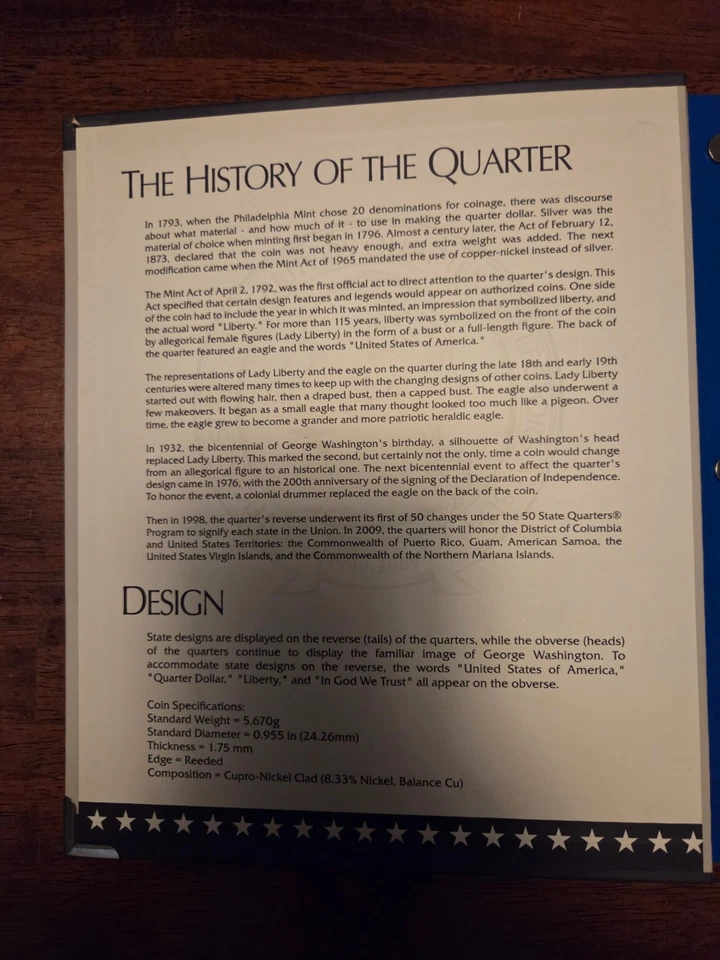 THE HISTORY OF THE QUARTER
In 1793, when the Philadelphia Mint chose 20 denominations for coinage, there was discourse
about what material - and how much of it - to use in making the quarter dollar. Silver was the
material of choice when minting first began in 1796. Almost a century later, the Act of February 12,
1873, declared that the coin was not heavy enough, and extra weight was added. The next
modification came when the Mint Act of 1965 mandated the use of copper-nickel instead of silver.
The Mint Act of April 2, 1792, was the first official act to direct attention to the quarter's design. This
Act specified that certain design features and legends would appear on authorized coins. One side
of the coin had to include the year in which it was minted, an impression that symbolized liberty, and
the actual word "Liberty." For more than 115 years, liberty was symbolized on the front of the coin
by allegorical female figures (Lady Liberty) in the form of a bust or a full-length figure. The back of
the quarter featured an eagle and the words "United States of America."
The representations of Lady Liberty and the eagle on the quarter during the late 18th and early 19th
centuries were altered many times to keep up with the changing designs of other coins. Lady Liberty
started out with flowing hair, then a draped bust, then a capped bust. The eagle also underwent a
few makeovers. It began as a small eagle that many thought looked too much like a pigeon. Over
time, the eagle grew to become a grander and more patriotic heraldic eagle.
In 1932, the bicentennial of George Washington's birthday, a silhouette of Washington's head
replaced Lady Liberty. This marked the second, but certainly not the only, time a coin would change
from an allegorical figure to an historical one. The next bicentennial event to affect the quarter's
design came in 1976, with the 200th anniversary of the signing of the Declaration of Independence.
To honor the event, a colonial drummer replaced the eagle on the back of the coin.
Then in 1998, the quarter's reverse underwent its first of 50 changes under the 50 State Quarters®
Program to signify each state in the Union. In 2009, the quarters will honor the District of Columbia
and United States Territories: the Commonwealth of Puerto Rico, Guam, American Samoa, the
United States Virgin Islands, and the Commonwealth of the Northern Mariana Islands.
DESIGN
State designs are displayed on the reverse (tails) of the quarters, while the obverse (heads)
of the quarters continue to display the familiar image of George Washington. To
accommodate state designs on the reverse, the words "United States of America,"
"Quarter Dollar," "Liberty," and "In God We Trust" all appear on the obverse.
Coin Specifications:
Standard Weight = 5.670g
Standard Diameter = 0.955 in (24.26mm)
Thickness = 1.75 mm
Edge = Reeded
Composition = Cupro-Nickel Clad (8.33% Nickel, Balance Cu)